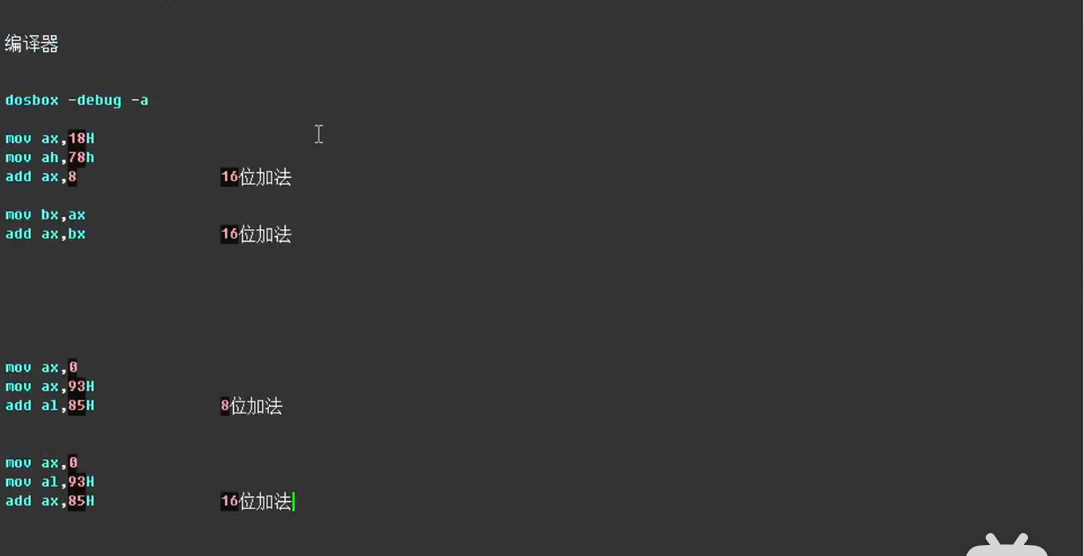 编译器
dosbox -debug -a
mov ax,18H
mov ah,78h
add ax,8 16位加法
mov bx,ax
add ax,bx 16位加法
mov ax,0
mov ax,93H
add al,85H 8位加法
mov ax,0
mov al,93H
add ax,85H 16位加法